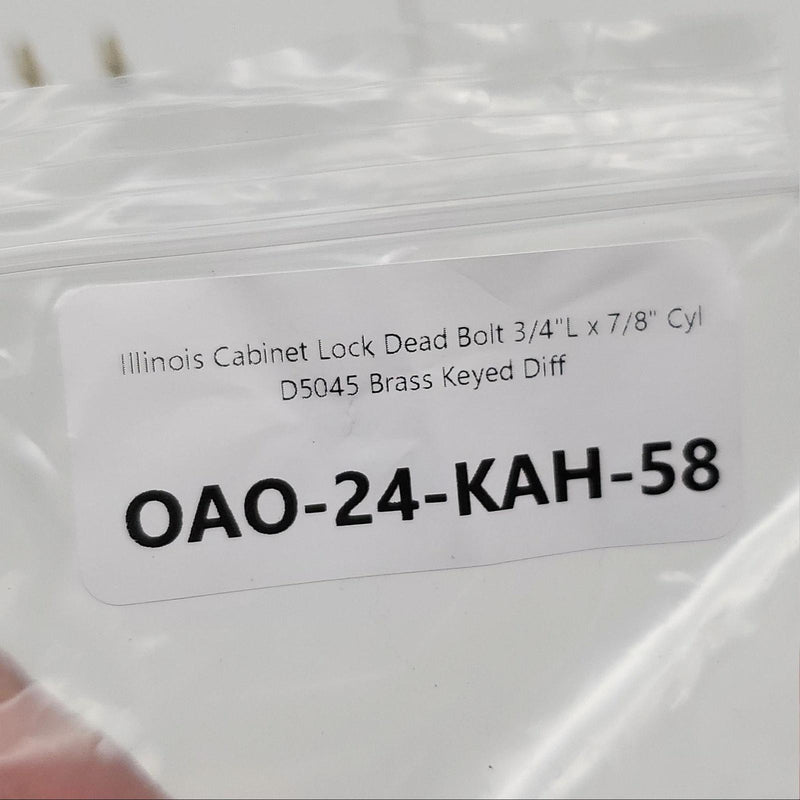 Illinois Cabinet Lock Dead Bolt 3/4"L x 7/8" Cyl
D5045 Brass Keyed Diff
OAO-24-KAH-58